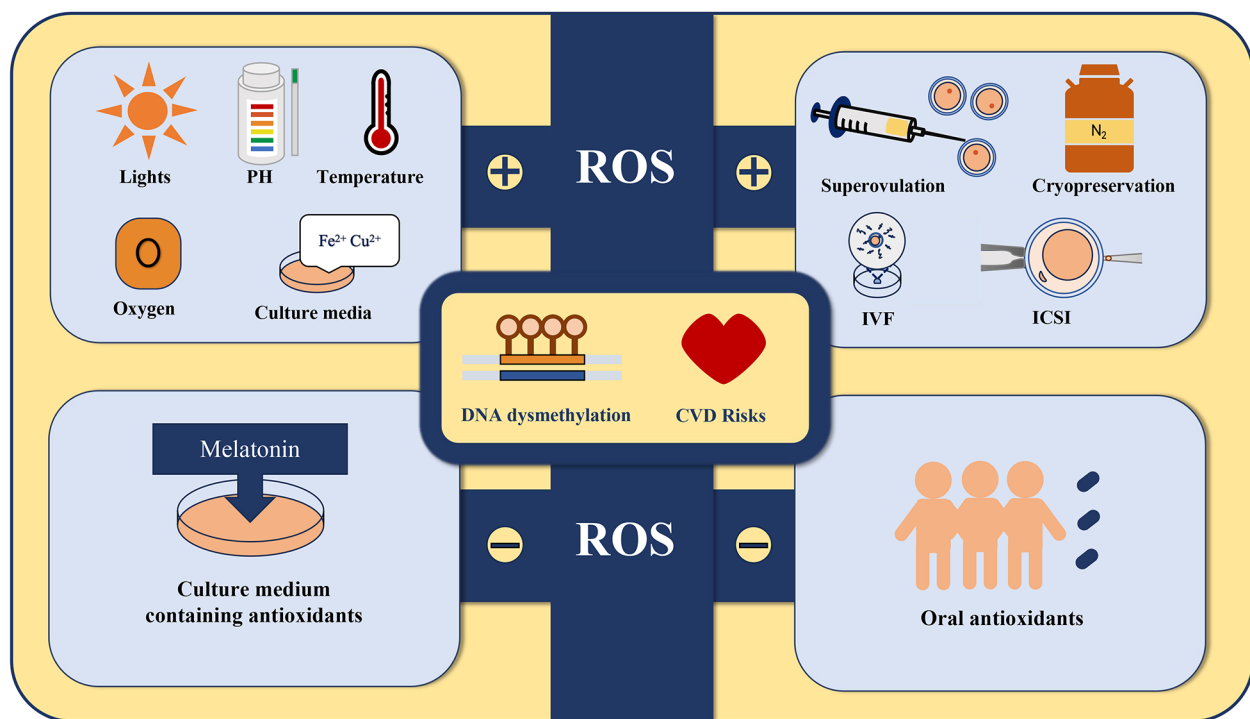 Lights
PH
Temperature
Oxygen
Fe²⁺ Cu²⁺
Culture media
ROS
Superovulation
N₂
Cryopreservation
IVF
ICSI
DNA dysmethylation
CVD Risks
Melatonin
Culture medium
containing antioxidants
ROS
Oral antioxidants